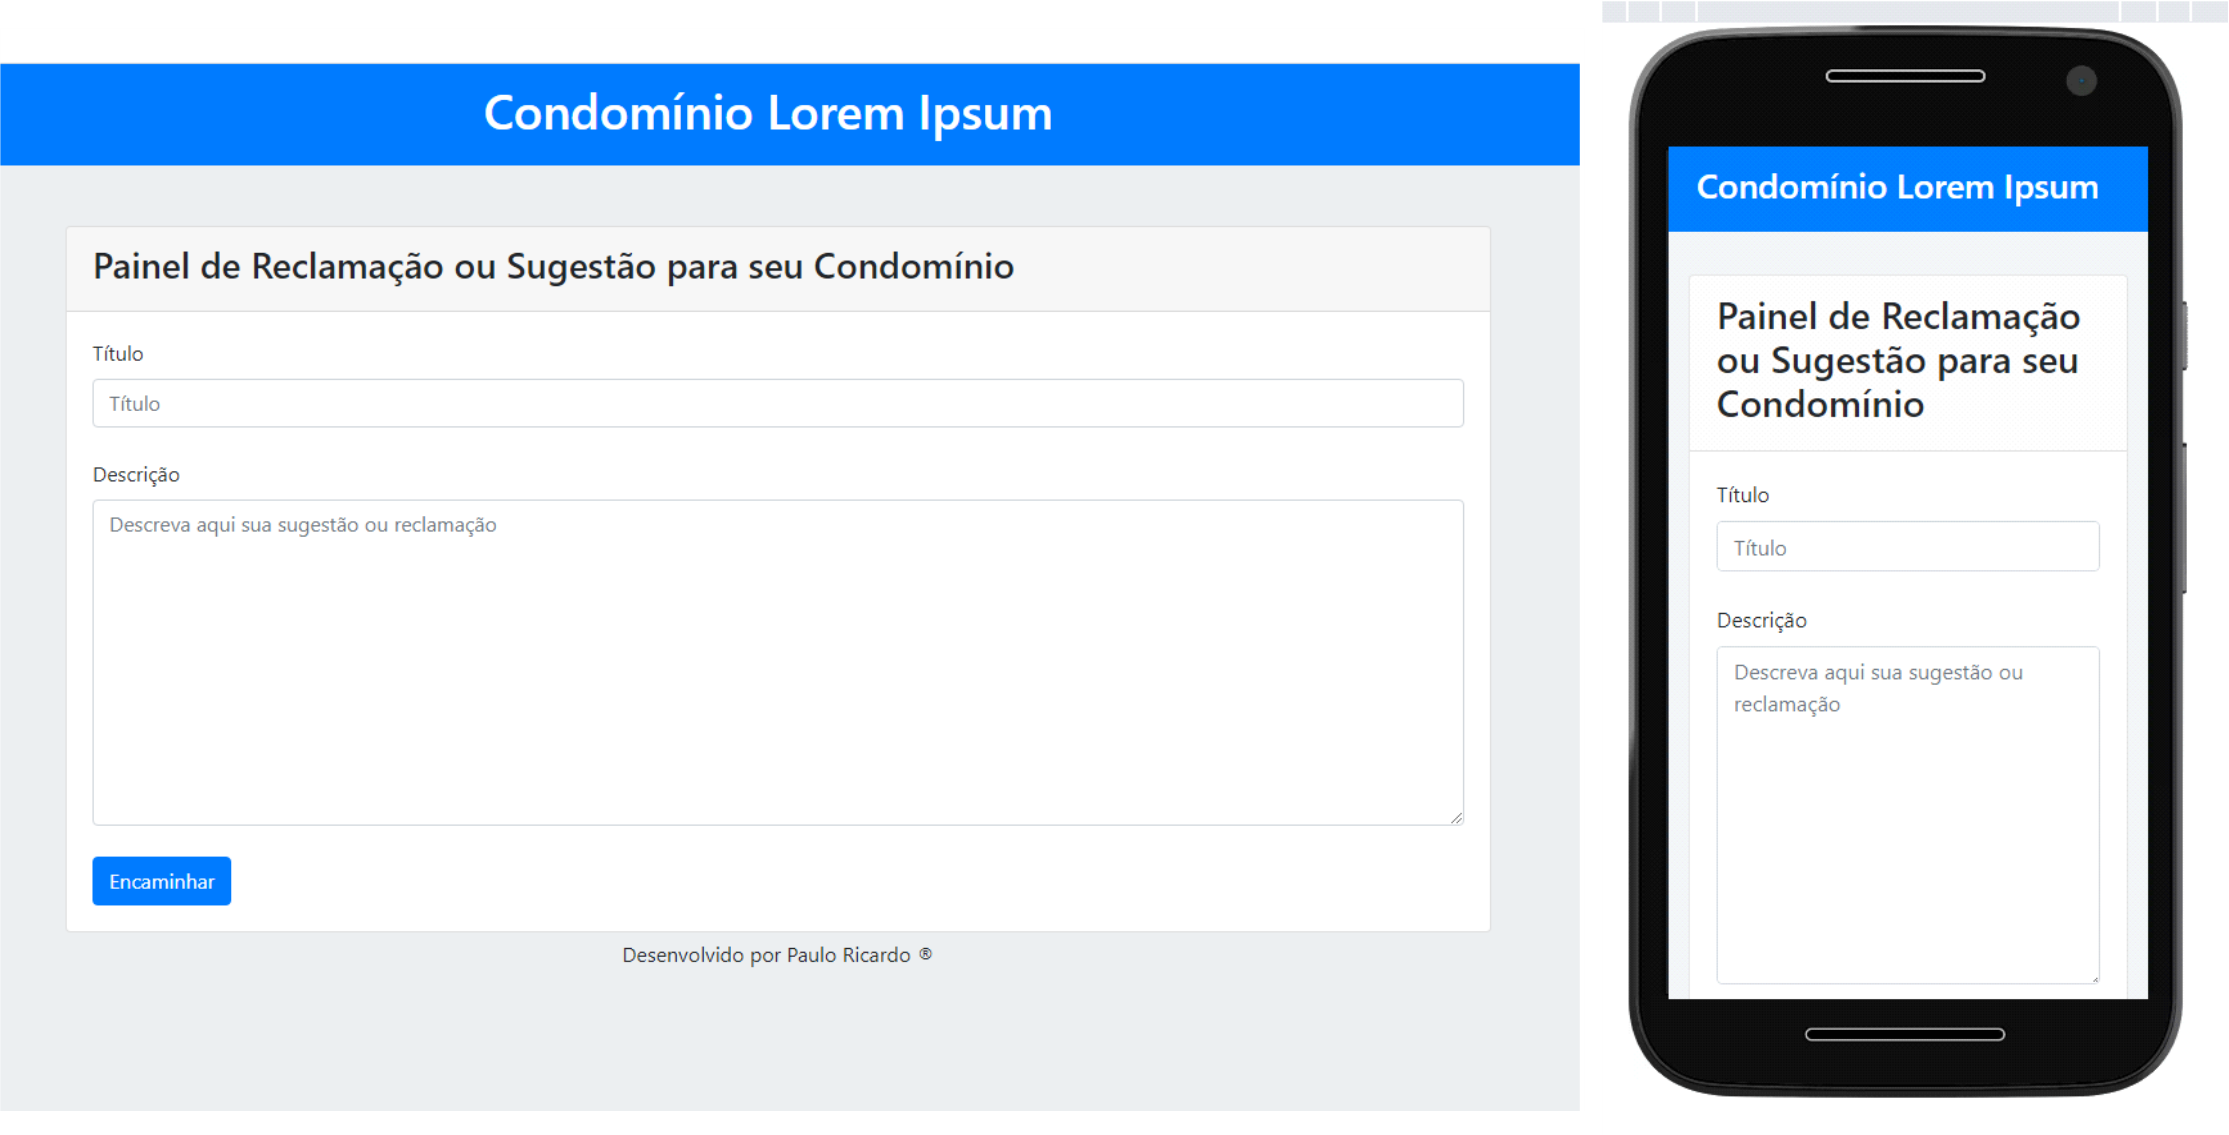 Condomínio Lorem Ipsum
Painel de Reclamação ou Sugestão para seu Condomínio
Título
Título
Descrição
Descreva aqui sua sugestão ou reclamação
Encaminhar
Desenvolvido por Paulo Ricardo ®
Condomínio Lorem Ipsum
Painel de Reclamação
ou Sugestão para seu
Condomínio
Título
Título
Descrição
Descreva aqui sua sugestão ou
reclamação